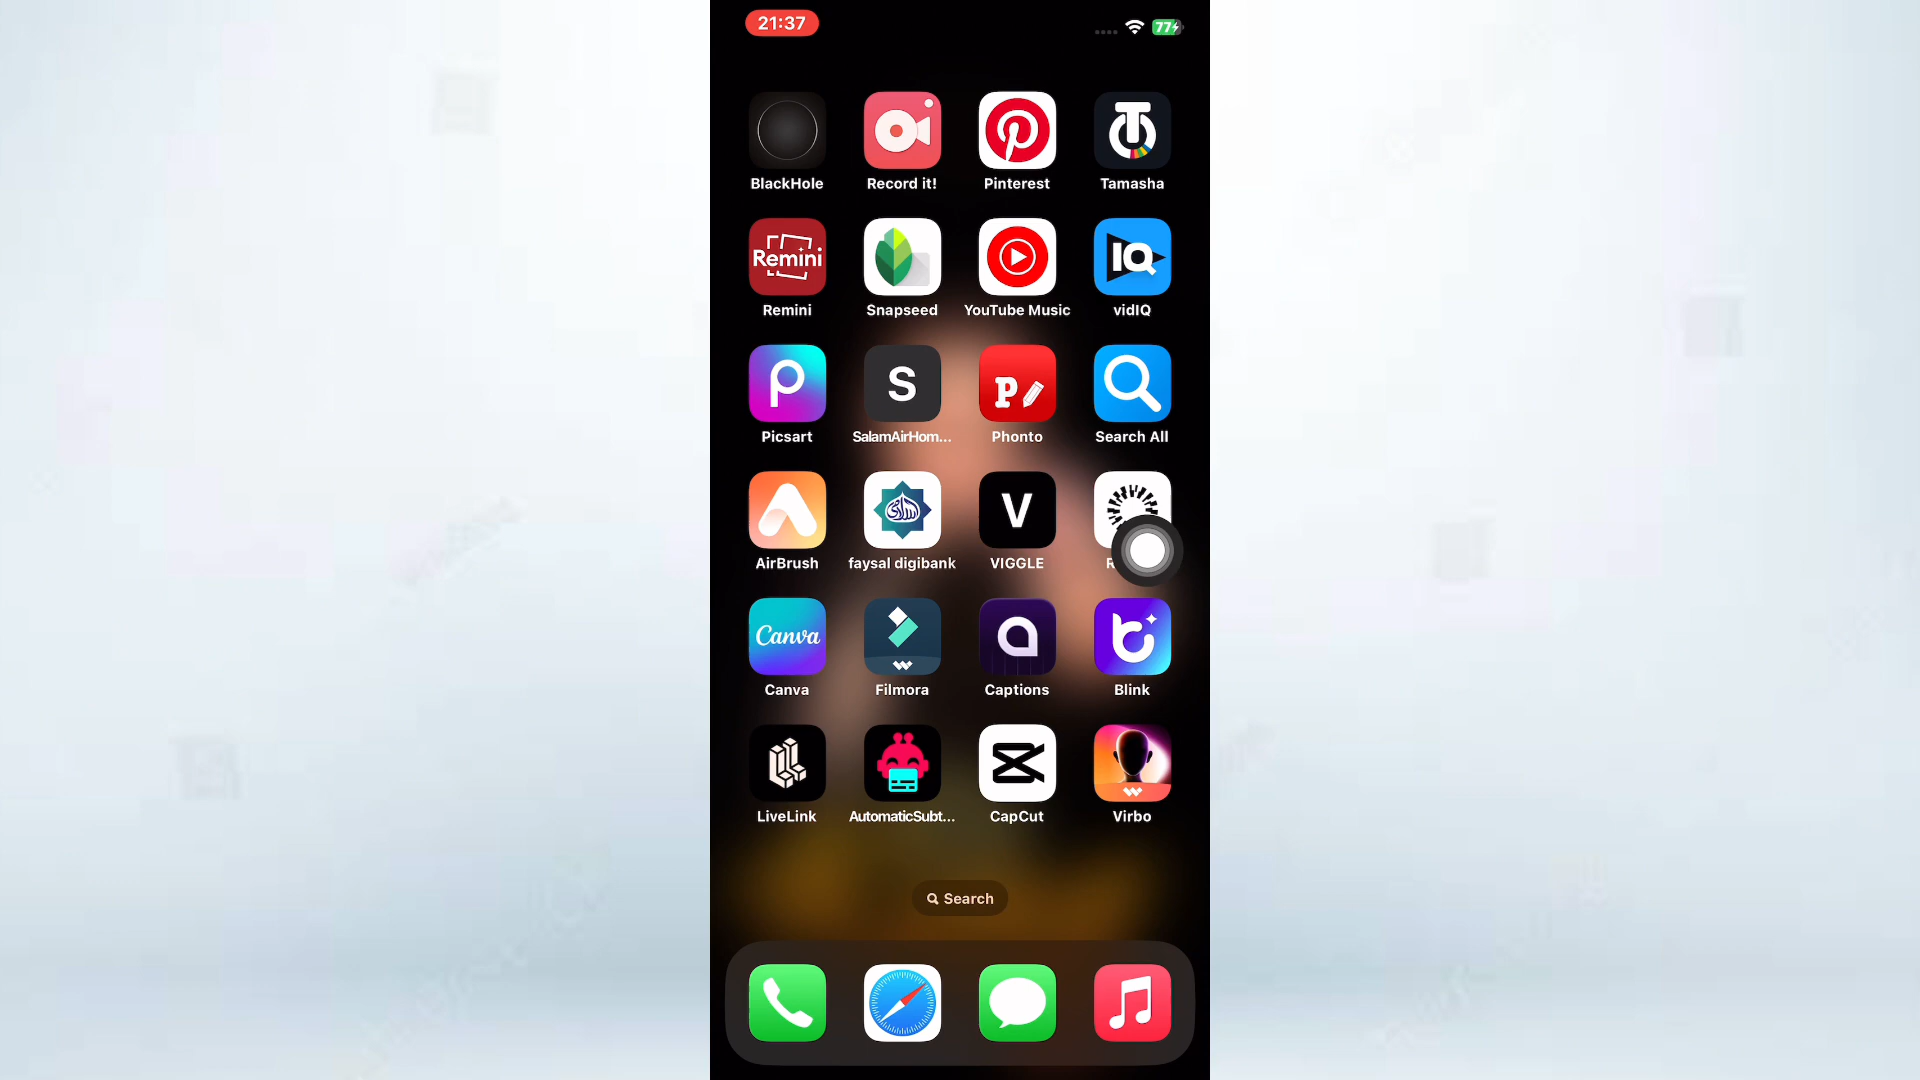 21:37
77
BlackHole
Record it!
Pinterest
Tamasha
Remini
IQ
Remini
Snapseed
YouTube Music
vidIQ
S
P
Picsart
SalamAirHom...
Phonto
Search All
V
AirBrush
faysal digibank
VIGGLE
R
Canva
Canva
Filmora
Captions
Blink
LiveLink
AutomaticSubt...
CapCut
Virbo
Search